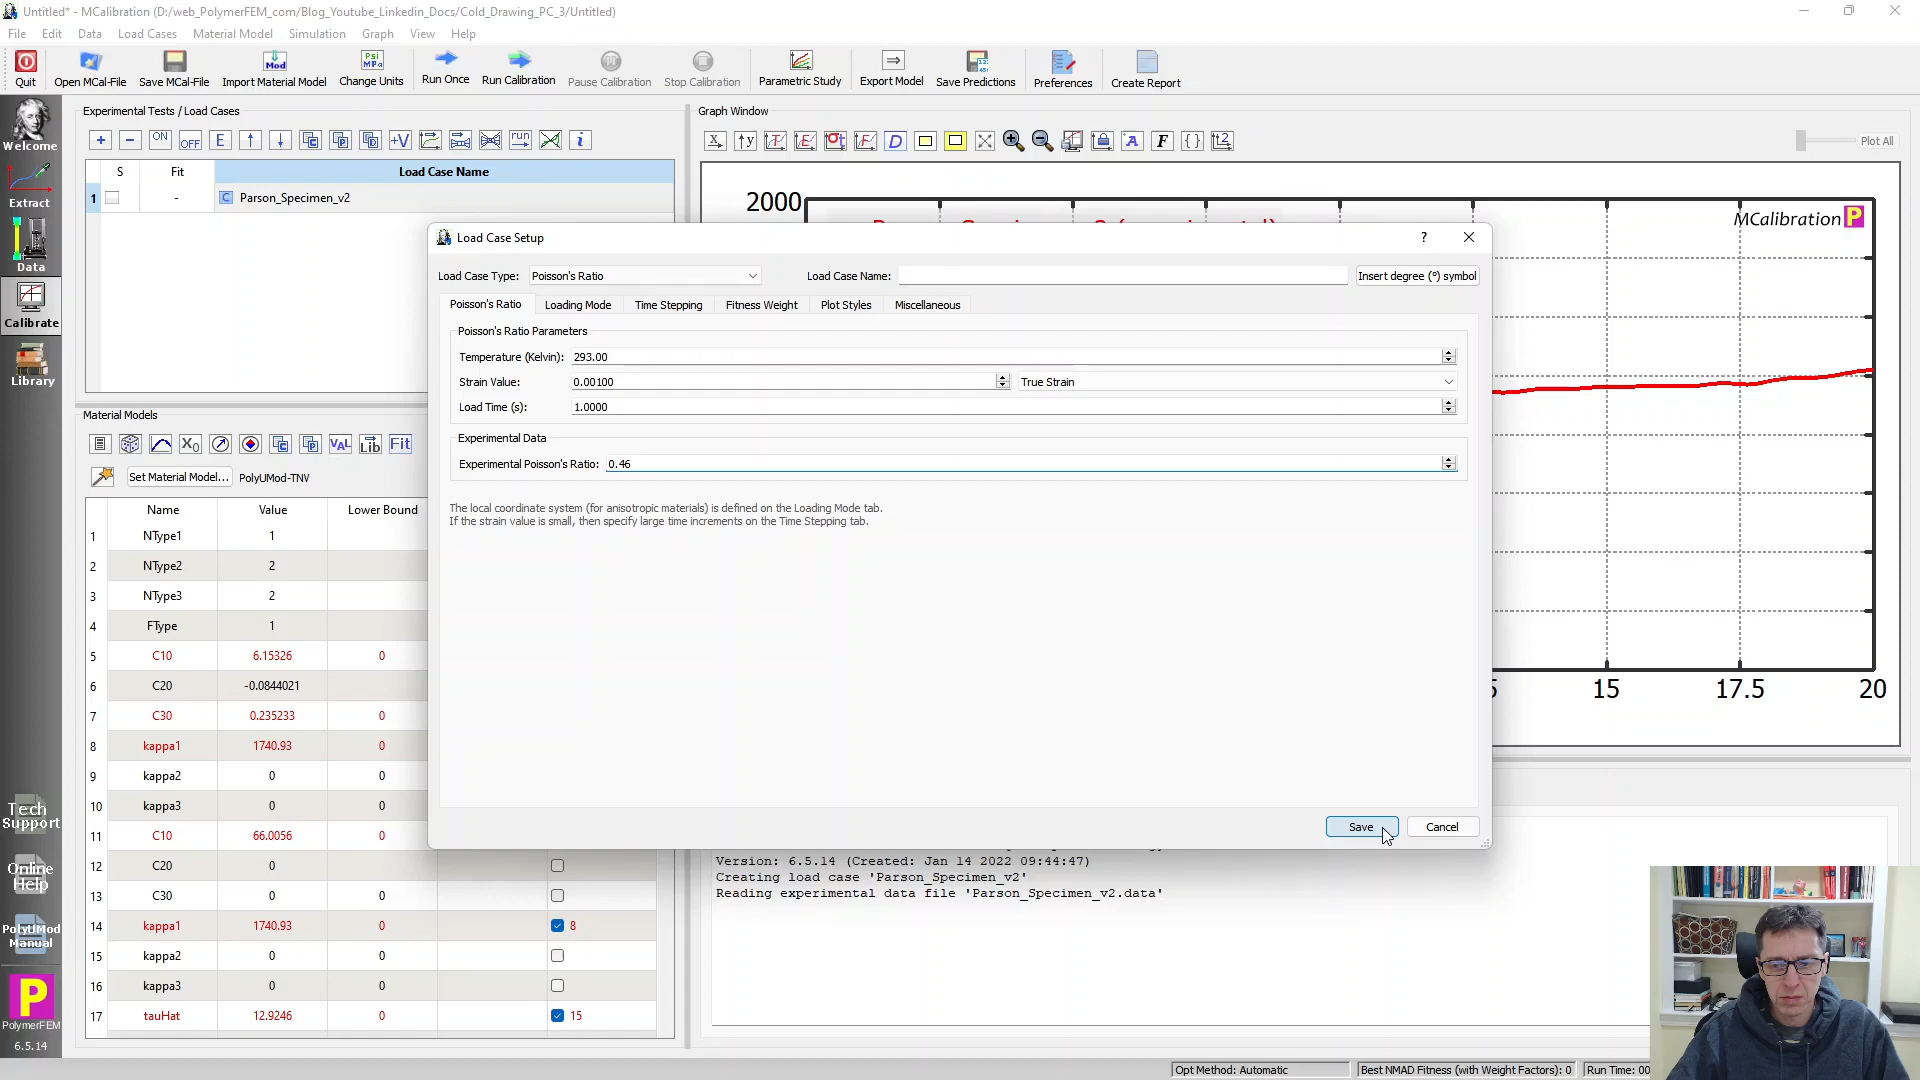 Untitled* - MCalibration (D:/web_PolymerFEM_com/Blog_Youtube_Linkedin_Docs/Cold_Drawing_PC_3/Untitled)
File Edit Data Load Cases Material Model Simulation Graph View Help
Quit Open MCal-File Save MCal-File Import Material Model Change Units Run Once Run Calibration Pause Calibration Stop Calibration Parametric Study Export Model Save Predictions Preferences Create Report
Experimental Tests / Load Cases
ON OFF E +V run i
S Fit Load Case Name
1 - C Parson_Specimen_v2
Graph Window
Plot All
2000
MCalibration P
15 17.5 20
Welcome
Extract
Data
Calibrate
Library
Tech Support
Online Help
PolyUMod Manual
P
PolymerFEM
6.5.14
Load Case Setup
Load Case Type: Poisson's Ratio Load Case Name: Insert degree (º) symbol
Poisson's Ratio Loading Mode Time Stepping Fitness Weight Plot Styles Miscellaneous
Poisson's Ratio Parameters
Temperature (Kelvin): 293.00
Strain Value: 0.00100 True Strain
Load Time (s): 1.0000
Experimental Data
Experimental Poisson's Ratio: 0.46
The local coordinate system (for anisotropic materials) is defined on the Loading Mode tab.
If the strain value is small, then specify large time increments on the Time Stepping tab.
Save Cancel
Material Models
X0 VAL Lib Fit
Set Material Model... PolyUMod-TNV
Name Value Lower Bound
1 NType1 1
2 NType2 2
3 NType3 2
4 FType 1
5 C10 6.15326 0
6 C20 -0.0844021
7 C30 0.235233 0
8 kappa1 1740.93 0
9 kappa2 0 0
10 kappa3 0 0
11 C10 66.0056 0
12 C20 0
13 C30 0 0
14 kappa1 1740.93 0 8
15 kappa2 0 0
16 kappa3 0 0
17 tauHat 12.9246 0 15
Version: 6.5.14 (Created: Jan 14 2022 09:44:47)
Creating load case 'Parson_Specimen_v2'
Reading experimental data file 'Parson_Specimen_v2.data'
Opt Method: Automatic Best NMAD Fitness (with Weight Factors): 0 Run Time: 00